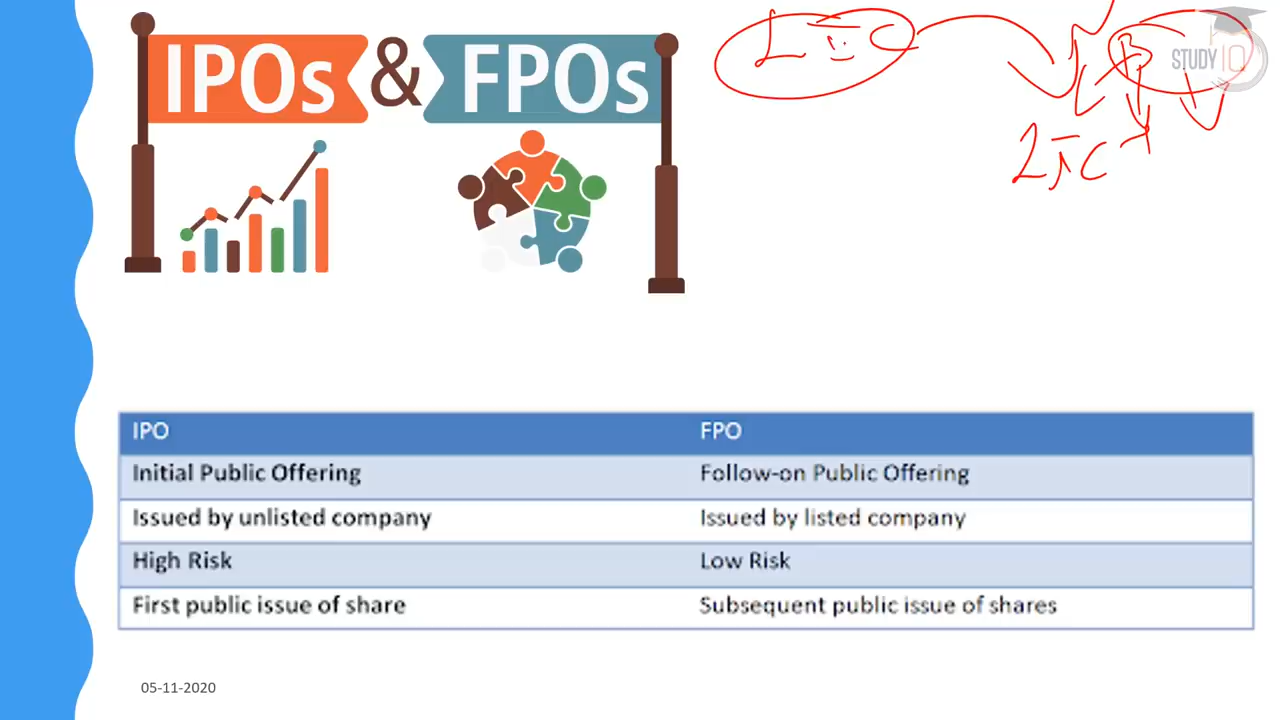 IPOs & FPOs
LIC
STUDY IQ
LIC
IPO FPO
Initial Public Offering Follow-on Public Offering
Issued by unlisted company Issued by listed company
High Risk Low Risk
First public issue of share Subsequent public issue of shares
05-11-2020